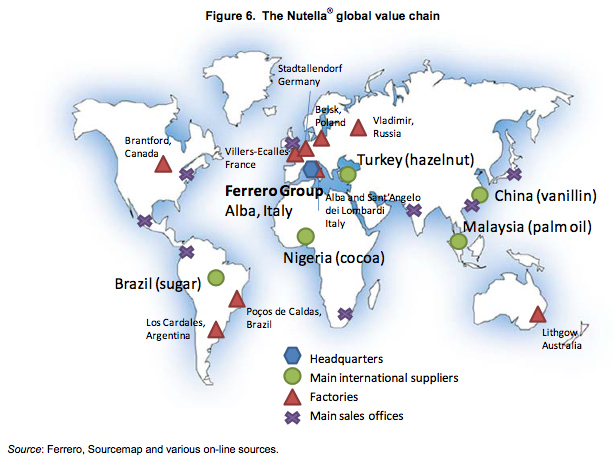 Figure 6. The Nutella® global value chain
Stadtallendorf
Germany
Belsk,
Poland
Vladimir,
Russia
Brantford,
Canada
Villers-Ecalles
France
Turkey (hazelnut)
Ferrero Group
Alba, Italy
Alba and Sant'Angelo
dei Lombardi
Italy
China (vanillin)
Malaysia (palm oil)
Nigeria (cocoa)
Brazil (sugar)
Poços de Caldas,
Brazil
Los Cardales,
Argentina
Lithgow
Australia
Headquarters
Main international suppliers
Factories
Main sales offices
Source: Ferrero, Sourcemap and various on-line sources.